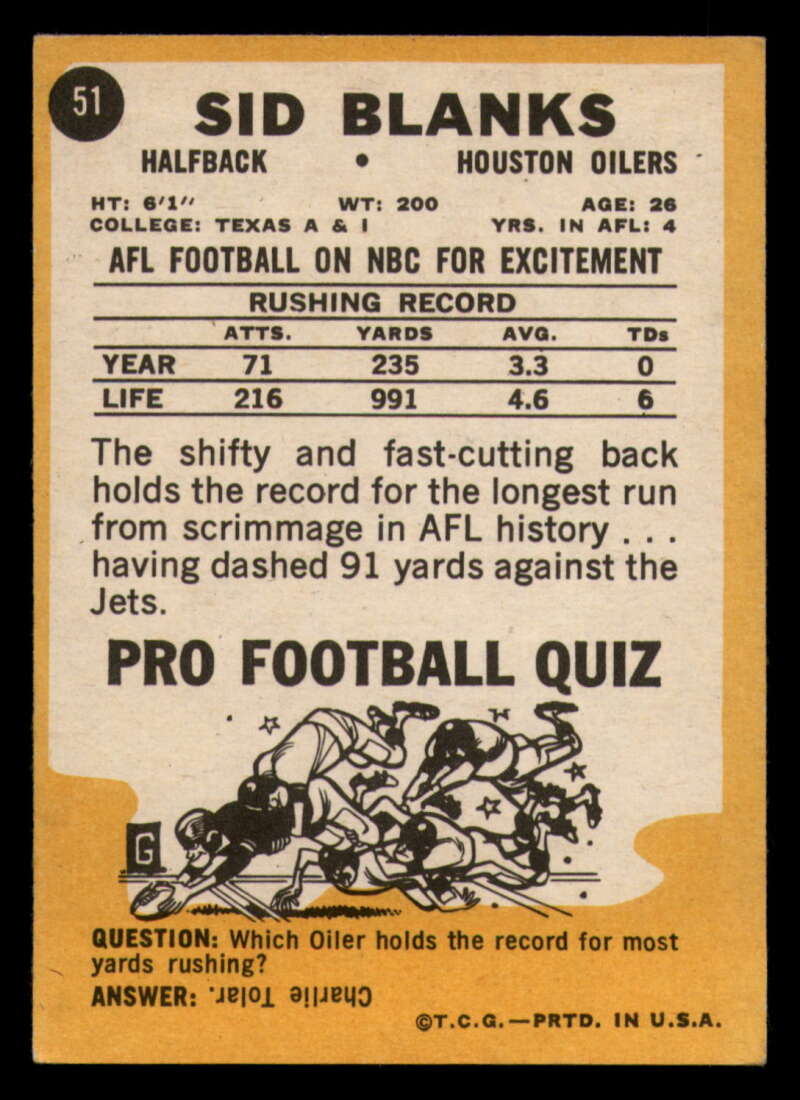 51
SID BLANKS
HALFBACK • HOUSTON OILERS
HT: 6'1" WT: 200 AGE: 26
COLLEGE: TEXAS A & I YRS. IN AFL: 4
AFL FOOTBALL ON NBC FOR EXCITEMENT
RUSHING RECORD
ATTS. YARDS AVG. TDs
YEAR 71 235 3.3 0
LIFE 216 991 4.6 6
The shifty and fast-cutting back
holds the record for the longest run
from scrimmage in AFL history . . .
having dashed 91 yards against the
Jets.
PRO FOOTBALL QUIZ
G
QUESTION: Which Oiler holds the record for most
yards rushing?
ANSWER: Charlie Tolar.
©T.C.G.—PRTD. IN U.S.A.